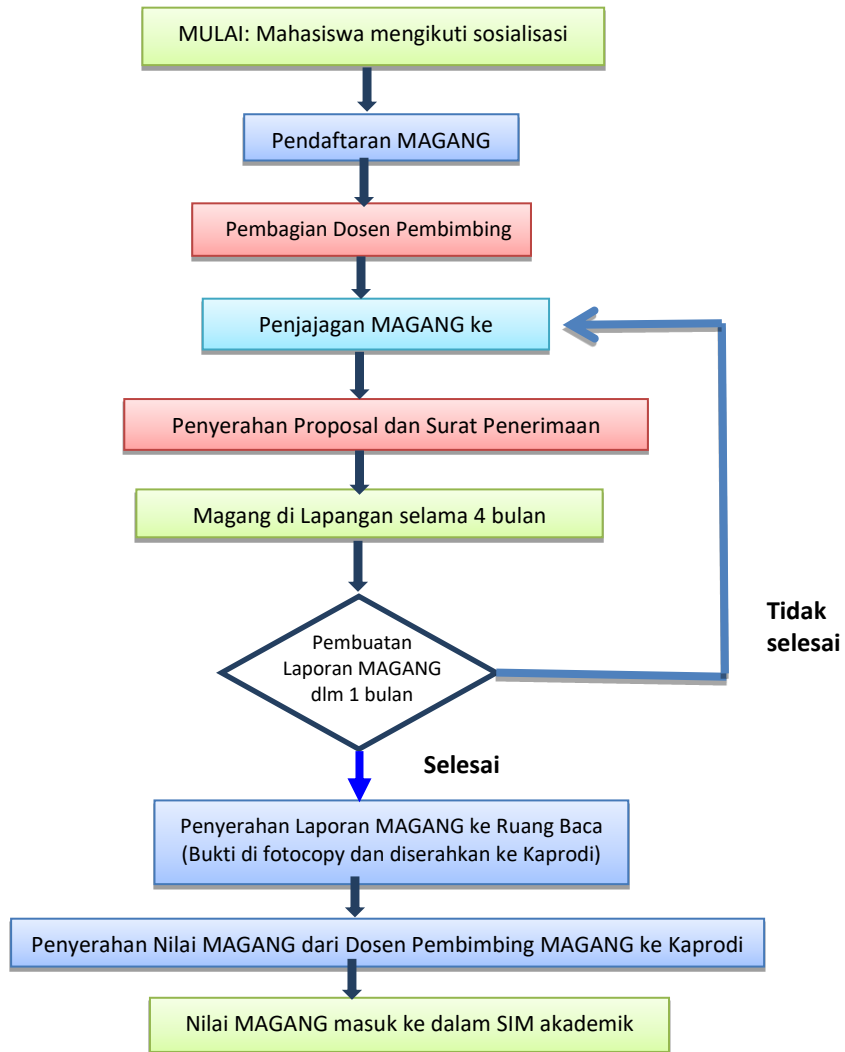 MULAI: Mahasiswa mengikuti sosialisasi
Pendaftaran MAGANG
Pembagian Dosen Pembimbing
Penjajagan MAGANG ke
Penyerahan Proposal dan Surat Penerimaan
Magang di Lapangan selama 4 bulan
Pembuatan
Laporan MAGANG
dlm 1 bulan
Tidak
selesai
Selesai
Penyerahan Laporan MAGANG ke Ruang Baca
(Bukti di fotocopy dan diserahkan ke Kaprodi)
Penyerahan Nilai MAGANG dari Dosen Pembimbing MAGANG ke Kaprodi
Nilai MAGANG masuk ke dalam SIM akademik